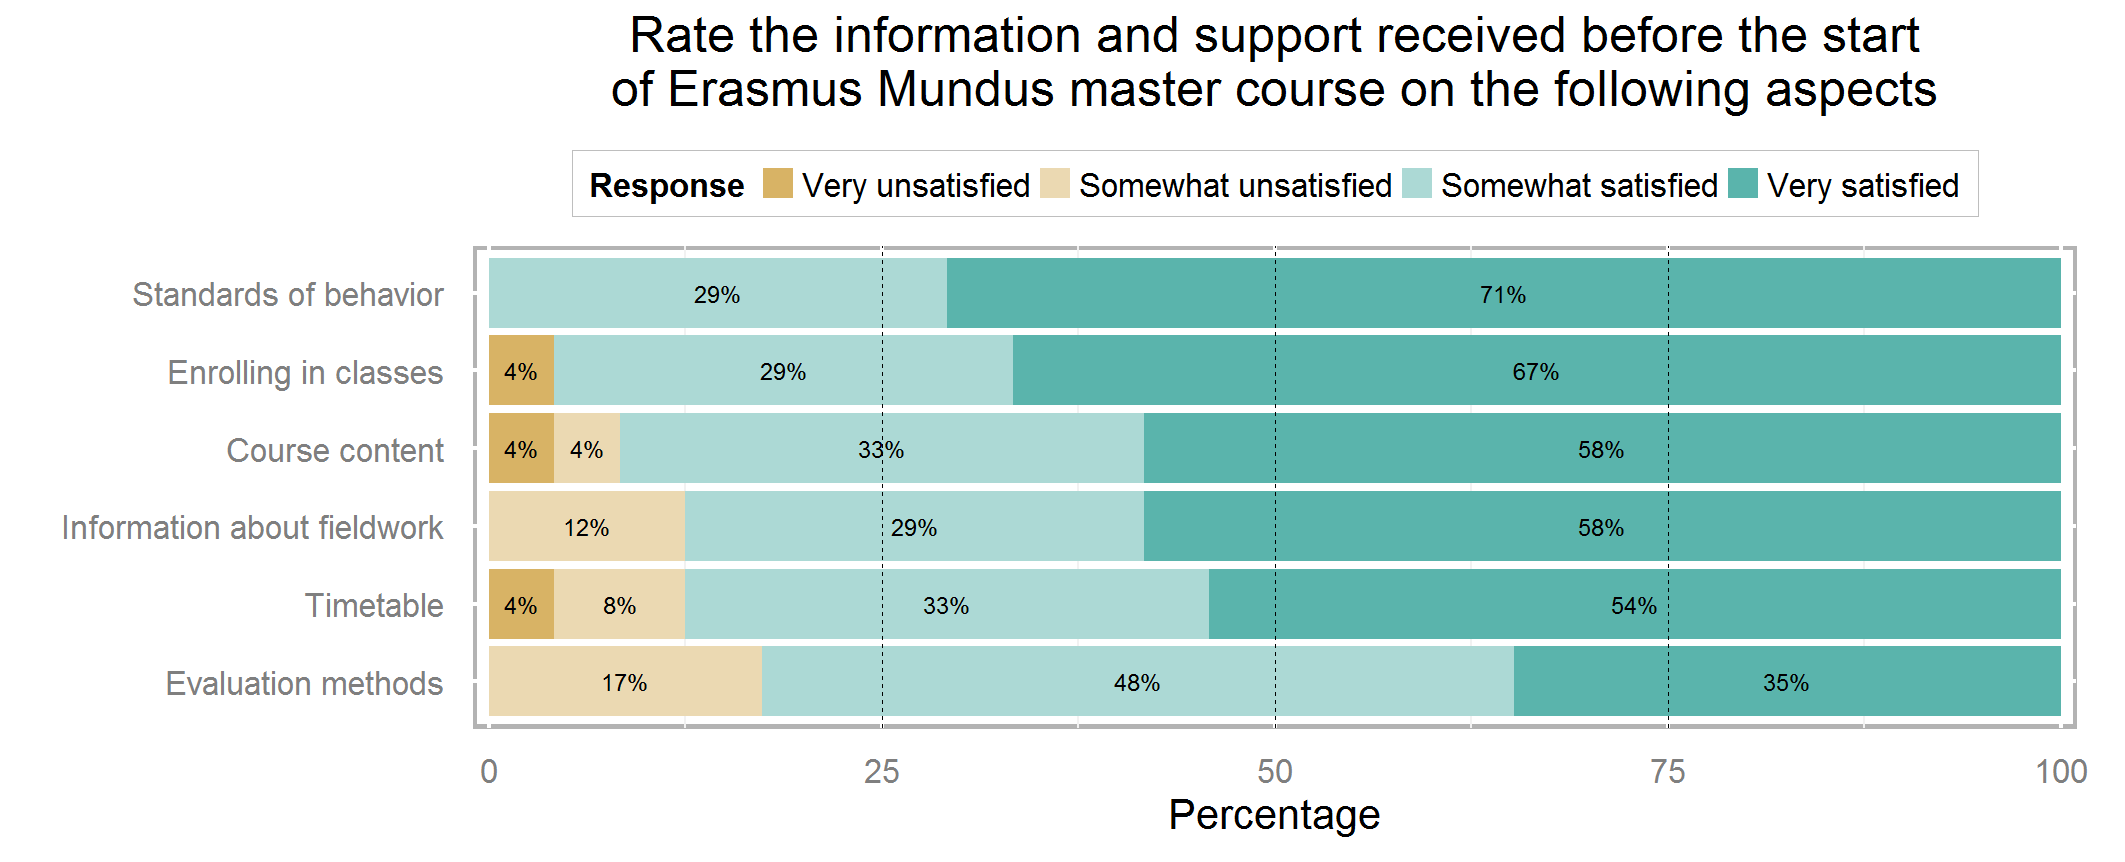 Rate the information and support received before the start
of Erasmus Mundus master course on the following aspects
Response Very unsatisfied Somewhat unsatisfied Somewhat satisfied Very satisfied
Standards of behavior 29% 71%
Enrolling in classes 4% 29% 67%
Course content 4% 4% 33% 58%
Information about fieldwork 12% 29% 58%
Timetable 4% 8% 33% 54%
Evaluation methods 17% 48% 35%
0 25 50 75 100
Percentage